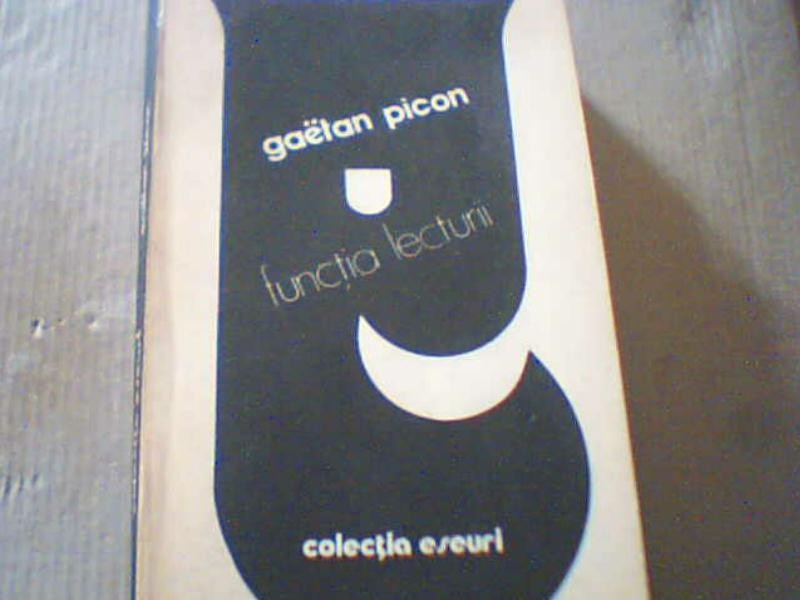 gaëtan picon
funcția lecturii
colecția eseuri